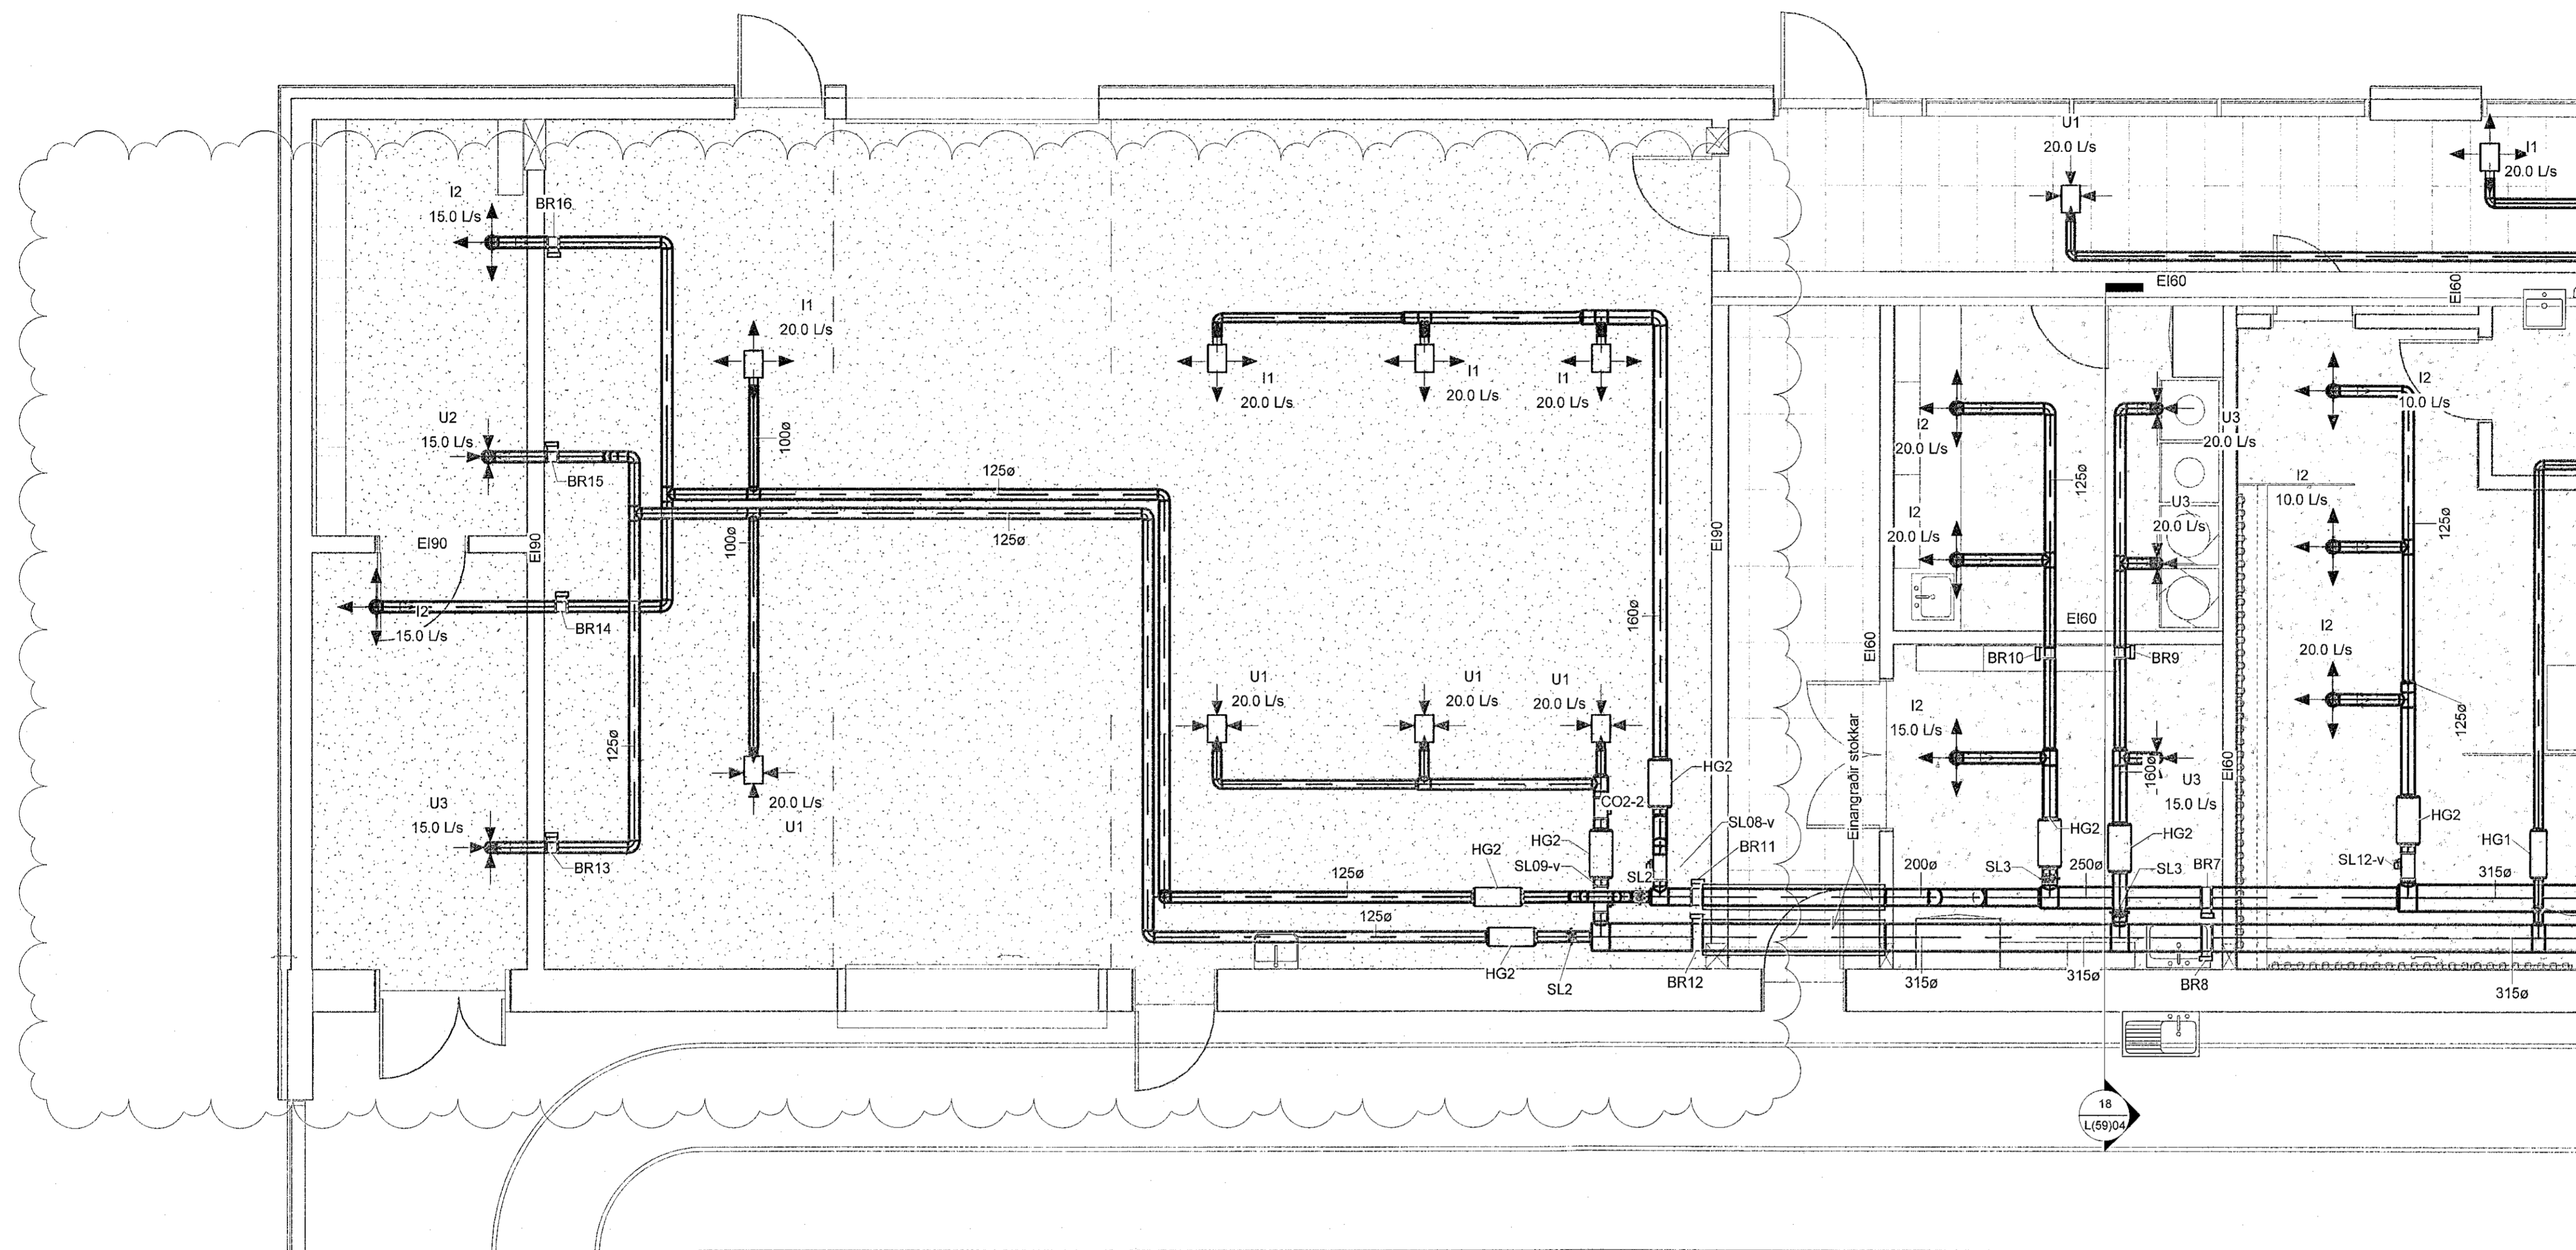 U1
20.0 L/s
I1
20.0 L/s
I2
15.0 L/s
BR16
EI60
EI60
I1
20.0 L/s
I1
20.0 L/s
I1
20.0 L/s
I1
20.0 L/s
I2
10.0 L/s
U2
15.0 L/s
BR15
100ø
125ø
125ø
100ø
EI90
EI90
EI90
I2
20.0 L/s
I2
20.0 L/s
125ø
U3
20.0 L/s
U3
20.0 L/s
I2
10.0 L/s
125ø
I2
15.0 L/s
BR14
160ø
EI60
EI60
BR10
BR9
I2
20.0 L/s
125ø
125ø
U1
20.0 L/s
U1
20.0 L/s
U1
20.0 L/s
I2
15.0 L/s
160ø
U3
15.0 L/s
EI60
Einangraðir stokkar
HG2
CO2-2
U3
15.0 L/s
BR13
20.0 L/s
U1
SL08-v
BR11
HG2
HG2
SL09-v
SL2
HG2
HG2
SL3
SL3
200ø
250ø
BR7
HG2
SL12-v
HG1
315ø
125ø
125ø
HG2
SL2
BR12
315ø
315ø
BR8
315ø
18
L(59)04